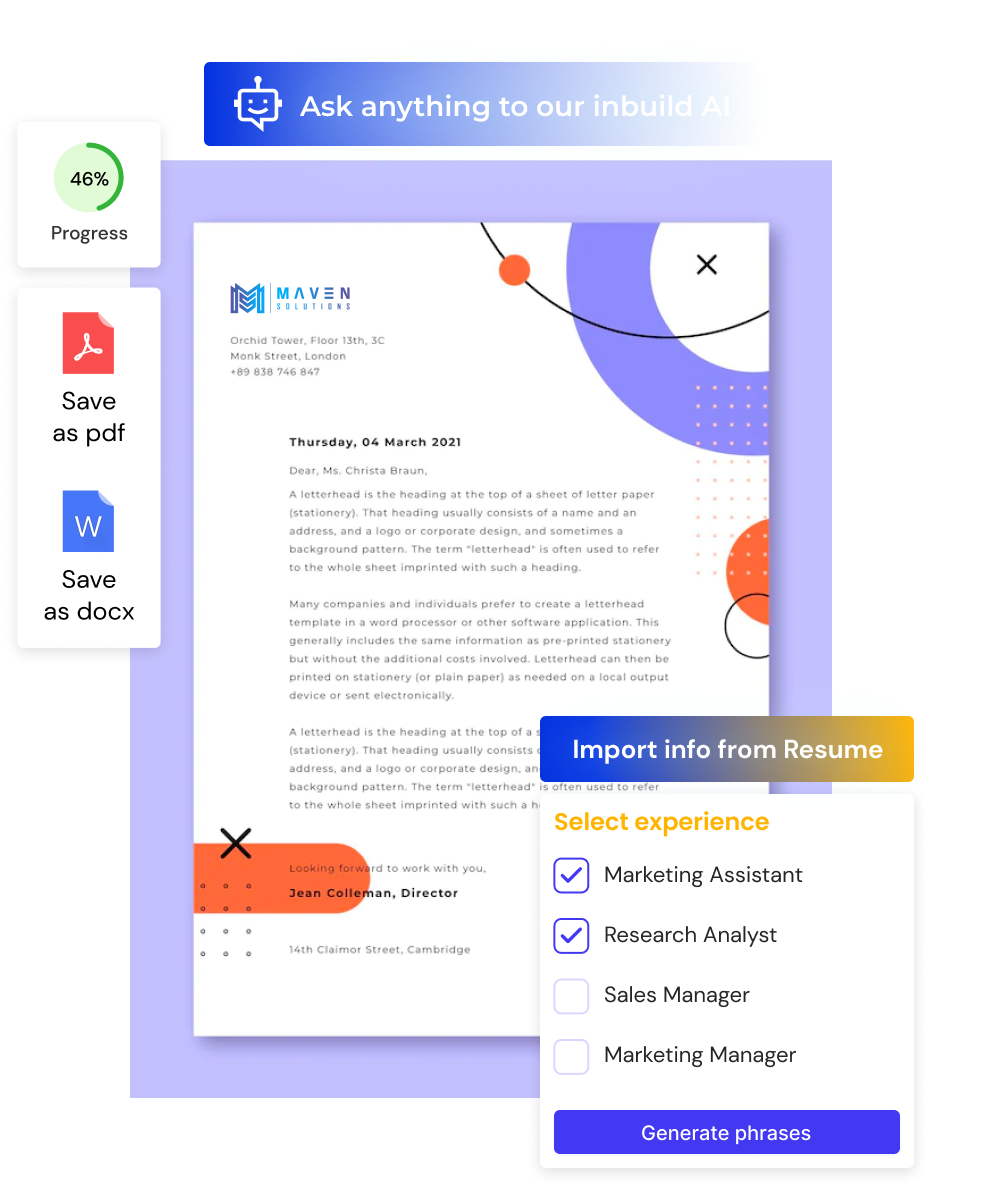 Ask anything to our inbuild AI
46%
Progress
Save
as pdf
W
Save
as docx
MAVEN
SOLUTIONS
Orchid Tower, Floor 13th, 3C
Monk Street, London
+89 838 746 847
Thursday, 04 March 2021
Dear, Ms. Christa Braun,
A letterhead is the heading at the top of a sheet of letter paper
(stationery). That heading usually consists of a name and an
address, and a logo or corporate design, and sometimes a
background pattern. The term "letterhead" is often used to refer
to the whole sheet imprinted with such a heading.
Many companies and individuals prefer to create a letterhead
template in a word processor or other software application. This
generally includes the same information as pre-printed stationery
but without the additional costs involved. Letterhead can then be
printed on stationery (or plain paper) as needed on a local output
device or sent electronically.
A letterhead is the heading at the top of a s
(stationery). That heading usually consists
address, and a logo or corporate design, an
background pattern. The term "letterhead" is often used to refer
to the whole sheet imprinted with such a h
Looking forward to work with you,
Jean Colleman, Director
14th Claimor Street, Cambridge
Import info from Resume
Select experience
Marketing Assistant
Research Analyst
Sales Manager
Marketing Manager
Generate phrases